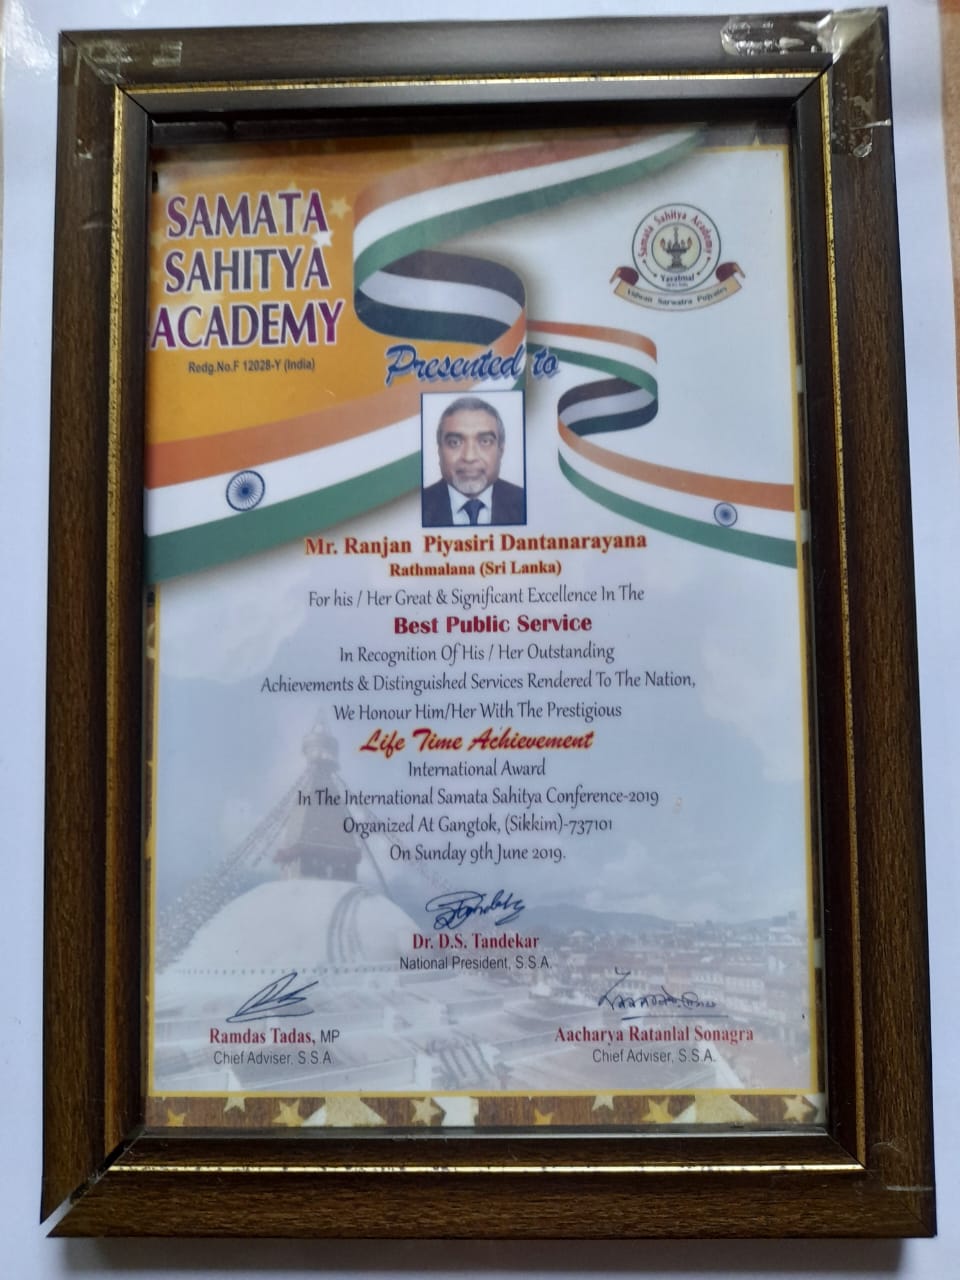 SAMATA
SAHITYA
ACADEMY
Redg.No.F 12028-Y (India)
Samata Sahitya Academy
Yavatmal
Vidwan Sarwatra Pujyatey
Presented to
Mr. Ranjan Piyasiri Dantanarayana
Rathmalana (Sri Lanka)
For his / Her Great & Significant Excellence In The
Best Public Service
In Recognition Of His / Her Outstanding
Achievements & Distinguished Services Rendered To The Nation,
We Honour Him/Her With The Prestigious
Life Time Achievement
International Award
In The International Samata Sahitya Conference-2019
Organized At Gangtok, (Sikkim)-737101
On Sunday 9th June 2019.
Dr. D.S. Tandekar
National President, S.S.A.
Ramdas Tadas, MP
Chief Adviser, S.S.A.
Aacharya Ratanlal Sonagra
Chief Adviser, S.S.A.